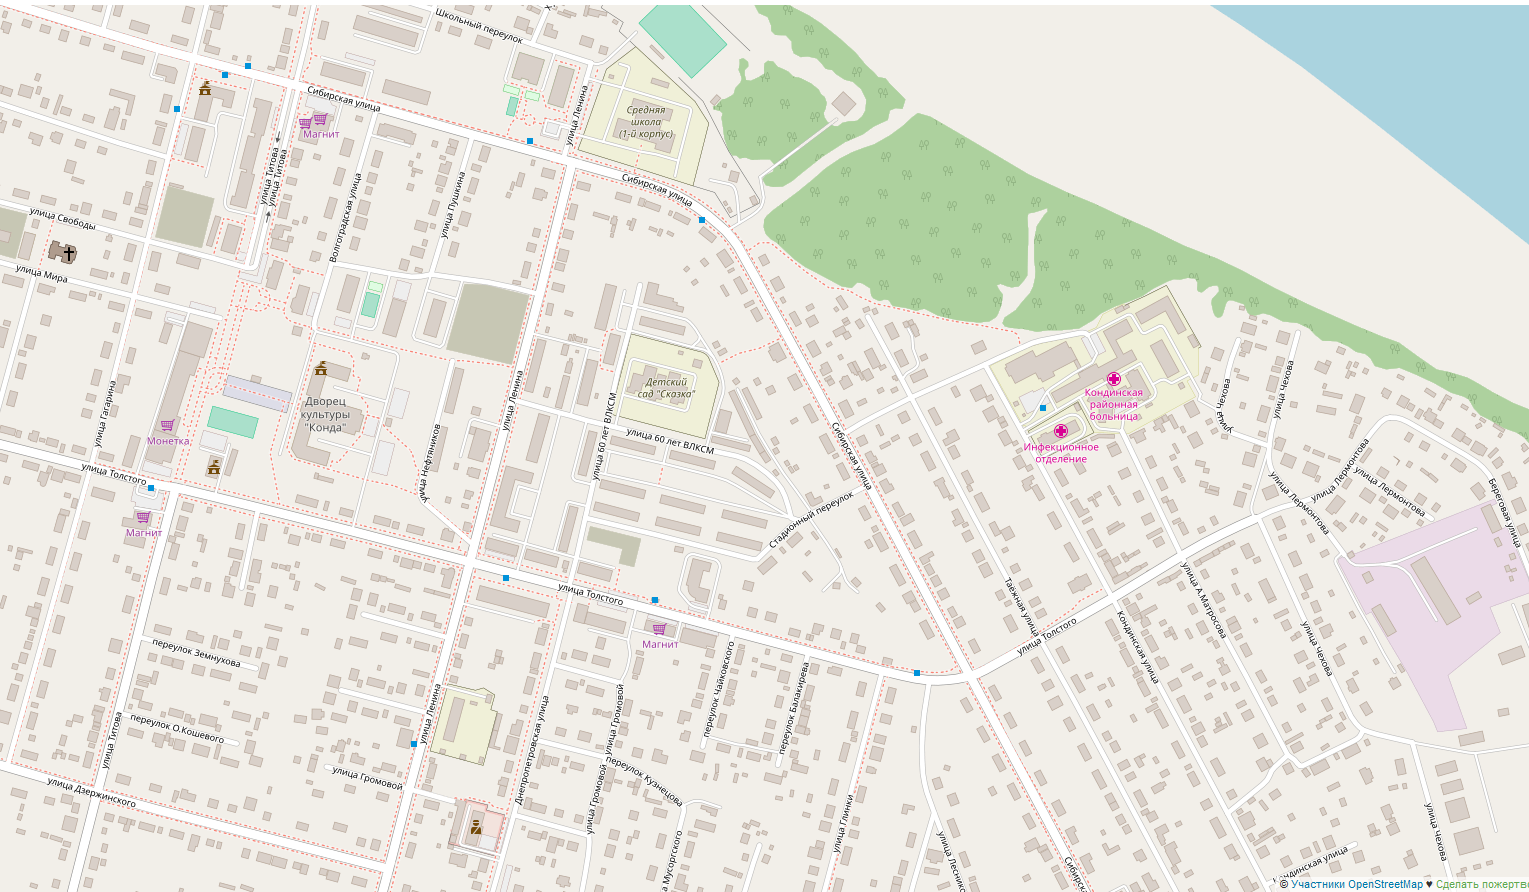 Школьный переулок
Сибирская улица
улица Ленина
Средняя
школа
(1-й корпус)
Магнит
улица Титова
улица Титова
Волгоградская улица
улица Пушкина
Сибирская улица
улица Свободы
улица Мира
улица Гагарина
Дворец
культуры
"Конда"
Монетка
улица Толстого
Магнит
улица Ленина
улица Нефтяников
Детский
сад "Сказка"
улица 60 лет ВЛКСМ
улица 60 лет ВЛКСМ
Сибирская улица
Стадионный переулок
Кондинская
районная
больница
Инфекционное
отделение
улица Чехова
улица Чехова
улица Лермонтова
улица Лермонтова
улица Лермонтова
Береговая улица
улица Толстого
Магнит
Таёжная улица
улица Толстого
Кондинская улица
улица А.Матросова
улица Чехова
переулок Земнухова
переулок О.Кошевого
улица Титова
улица Ленина
улица Громовой
улица Дзержинского
Днепропетровская улица
улица Громовой
переулок Чайковского
переулок Балакирева
переулок Кузнецова
улица Громовой
улица Глинки
улица Чехова
Кондинская улица
© Участники OpenStreetMap ♥ Сделать пожертв